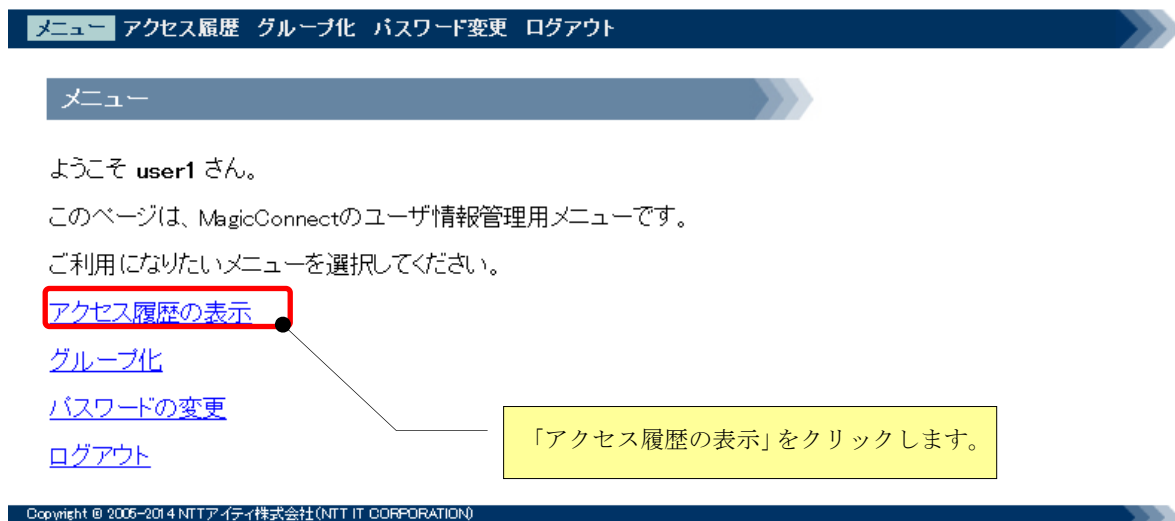 メニュー アクセス履歴 グループ化 パスワード変更 ログアウト
メニュー
ようこそ user1 さん。
このページは、MagicConnectのユーザ情報管理用メニューです。
ご利用になりたいメニューを選択してください。
アクセス履歴の表示
グループ化
パスワードの変更
ログアウト
「アクセス履歴の表示」をクリックします。
Copyright © 2005-2014 NTTアイティ株式会社(NTT IT CORPORATION)